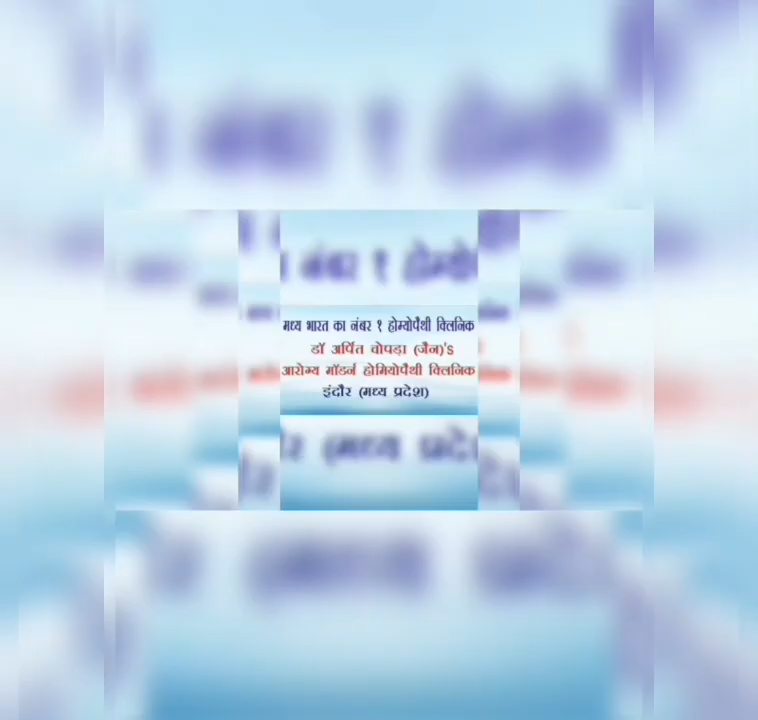 मध्य भारत का नंबर १ होम्योपैथी क्लिनिक
डॉ अर्पित चोपड़ा (जैन)'s
आरोग्य मॉडर्न होमियोपैथी क्लिनिक
इंदौर (मध्य प्रदेश)